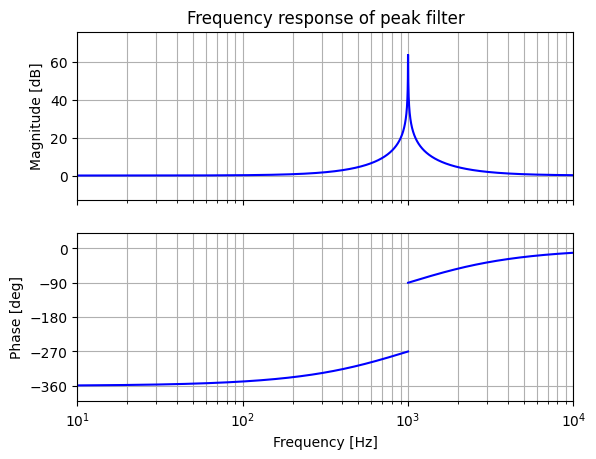 Frequency response of peak filter
Magnitude [dB]
60
40
20
0
Phase [deg]
0
−90
−180
−270
−360
10¹ 10² 10³ 10⁴
Frequency [Hz]